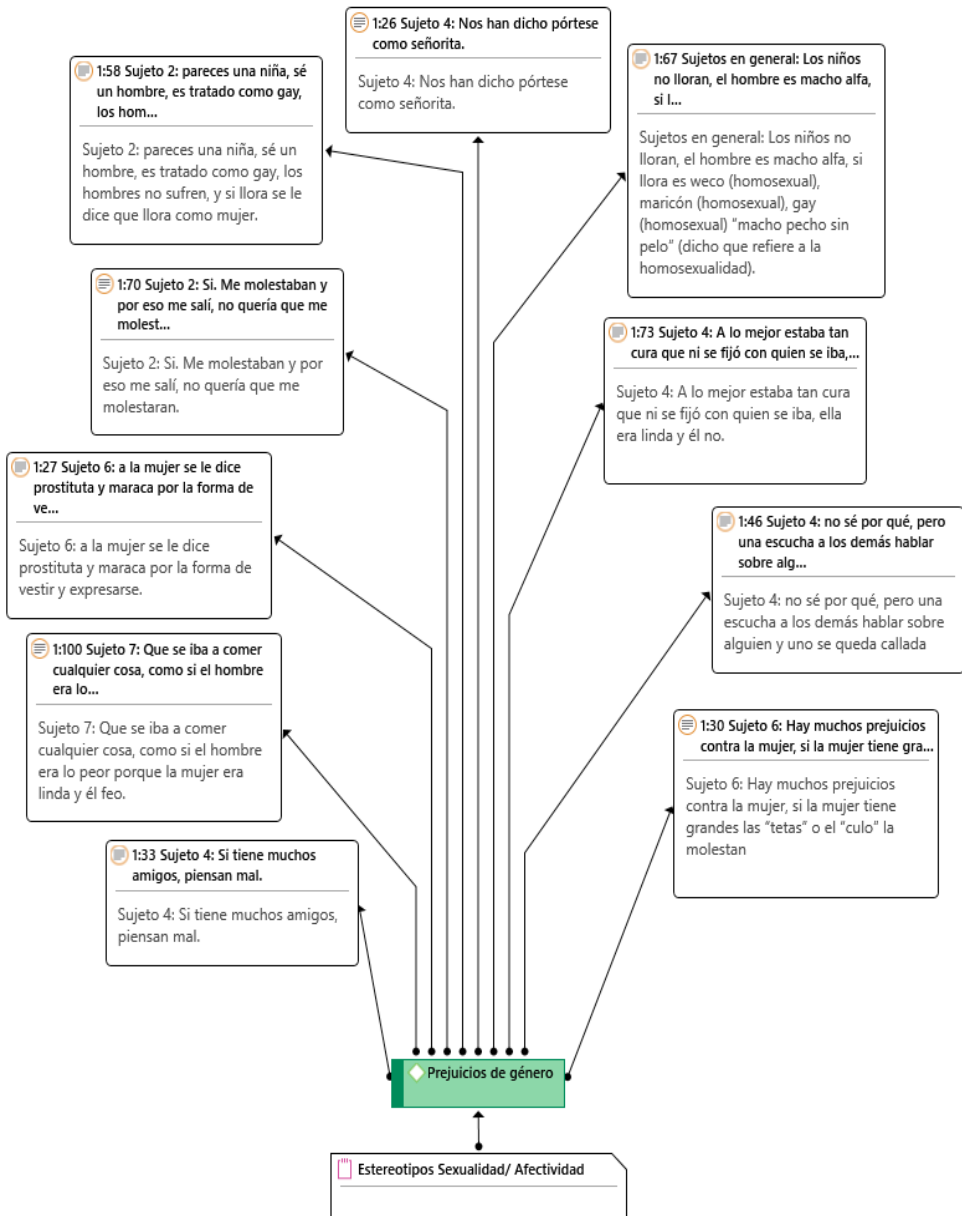 1:26 Sujeto 4: Nos han dicho pórtese
como señorita.
Sujeto 4: Nos han dicho pórtese
como señorita.
1:58 Sujeto 2: pareces una niña, sé
un hombre, es tratado como gay,
los hom...
Sujeto 2: pareces una niña, sé un
hombre, es tratado como gay, los
hombres no sufren, y si llora se le
dice que llora como mujer.
1:67 Sujetos en general: Los niños
no lloran, el hombre es macho alfa,
si l...
Sujetos en general: Los niños no
lloran, el hombre es macho alfa, si
llora es weco (homosexual),
maricón (homosexual), gay
(homosexual) “macho pecho sin
pelo” (dicho que refiere a la
homosexualidad).
1:70 Sujeto 2: Si. Me molestaban y
por eso me salí, no quería que me
molest...
Sujeto 2: Si. Me molestaban y por
eso me salí, no quería que me
molestaran.
1:73 Sujeto 4: A lo mejor estaba tan
cura que ni se fijó con quien se iba,...
Sujeto 4: A lo mejor estaba tan cura
que ni se fijó con quien se iba, ella
era linda y él no.
1:27 Sujeto 6: a la mujer se le dice
prostituta y maraca por la forma de
ve...
Sujeto 6: a la mujer se le dice
prostituta y maraca por la forma de
vestir y expresarse.
1:46 Sujeto 4: no sé por qué, pero
una escucha a los demás hablar
sobre alg...
Sujeto 4: no sé por qué, pero una
escucha a los demás hablar sobre
alguien y uno se queda callada
1:100 Sujeto 7: Que se iba a comer
cualquier cosa, como si el hombre
era lo...
Sujeto 7: Que se iba a comer
cualquier cosa, como si el hombre
era lo peor porque la mujer era
linda y él feo.
1:30 Sujeto 6: Hay muchos prejuicios
contra la mujer, si la mujer tiene gra...
Sujeto 6: Hay muchos prejuicios
contra la mujer, si la mujer tiene
grandes las “tetas” o el “culo” la
molestan
1:33 Sujeto 4: Si tiene muchos
amigos, piensan mal.
Sujeto 4: Si tiene muchos amigos,
piensan mal.
Prejuicios de género
Estereotipos Sexualidad/ Afectividad